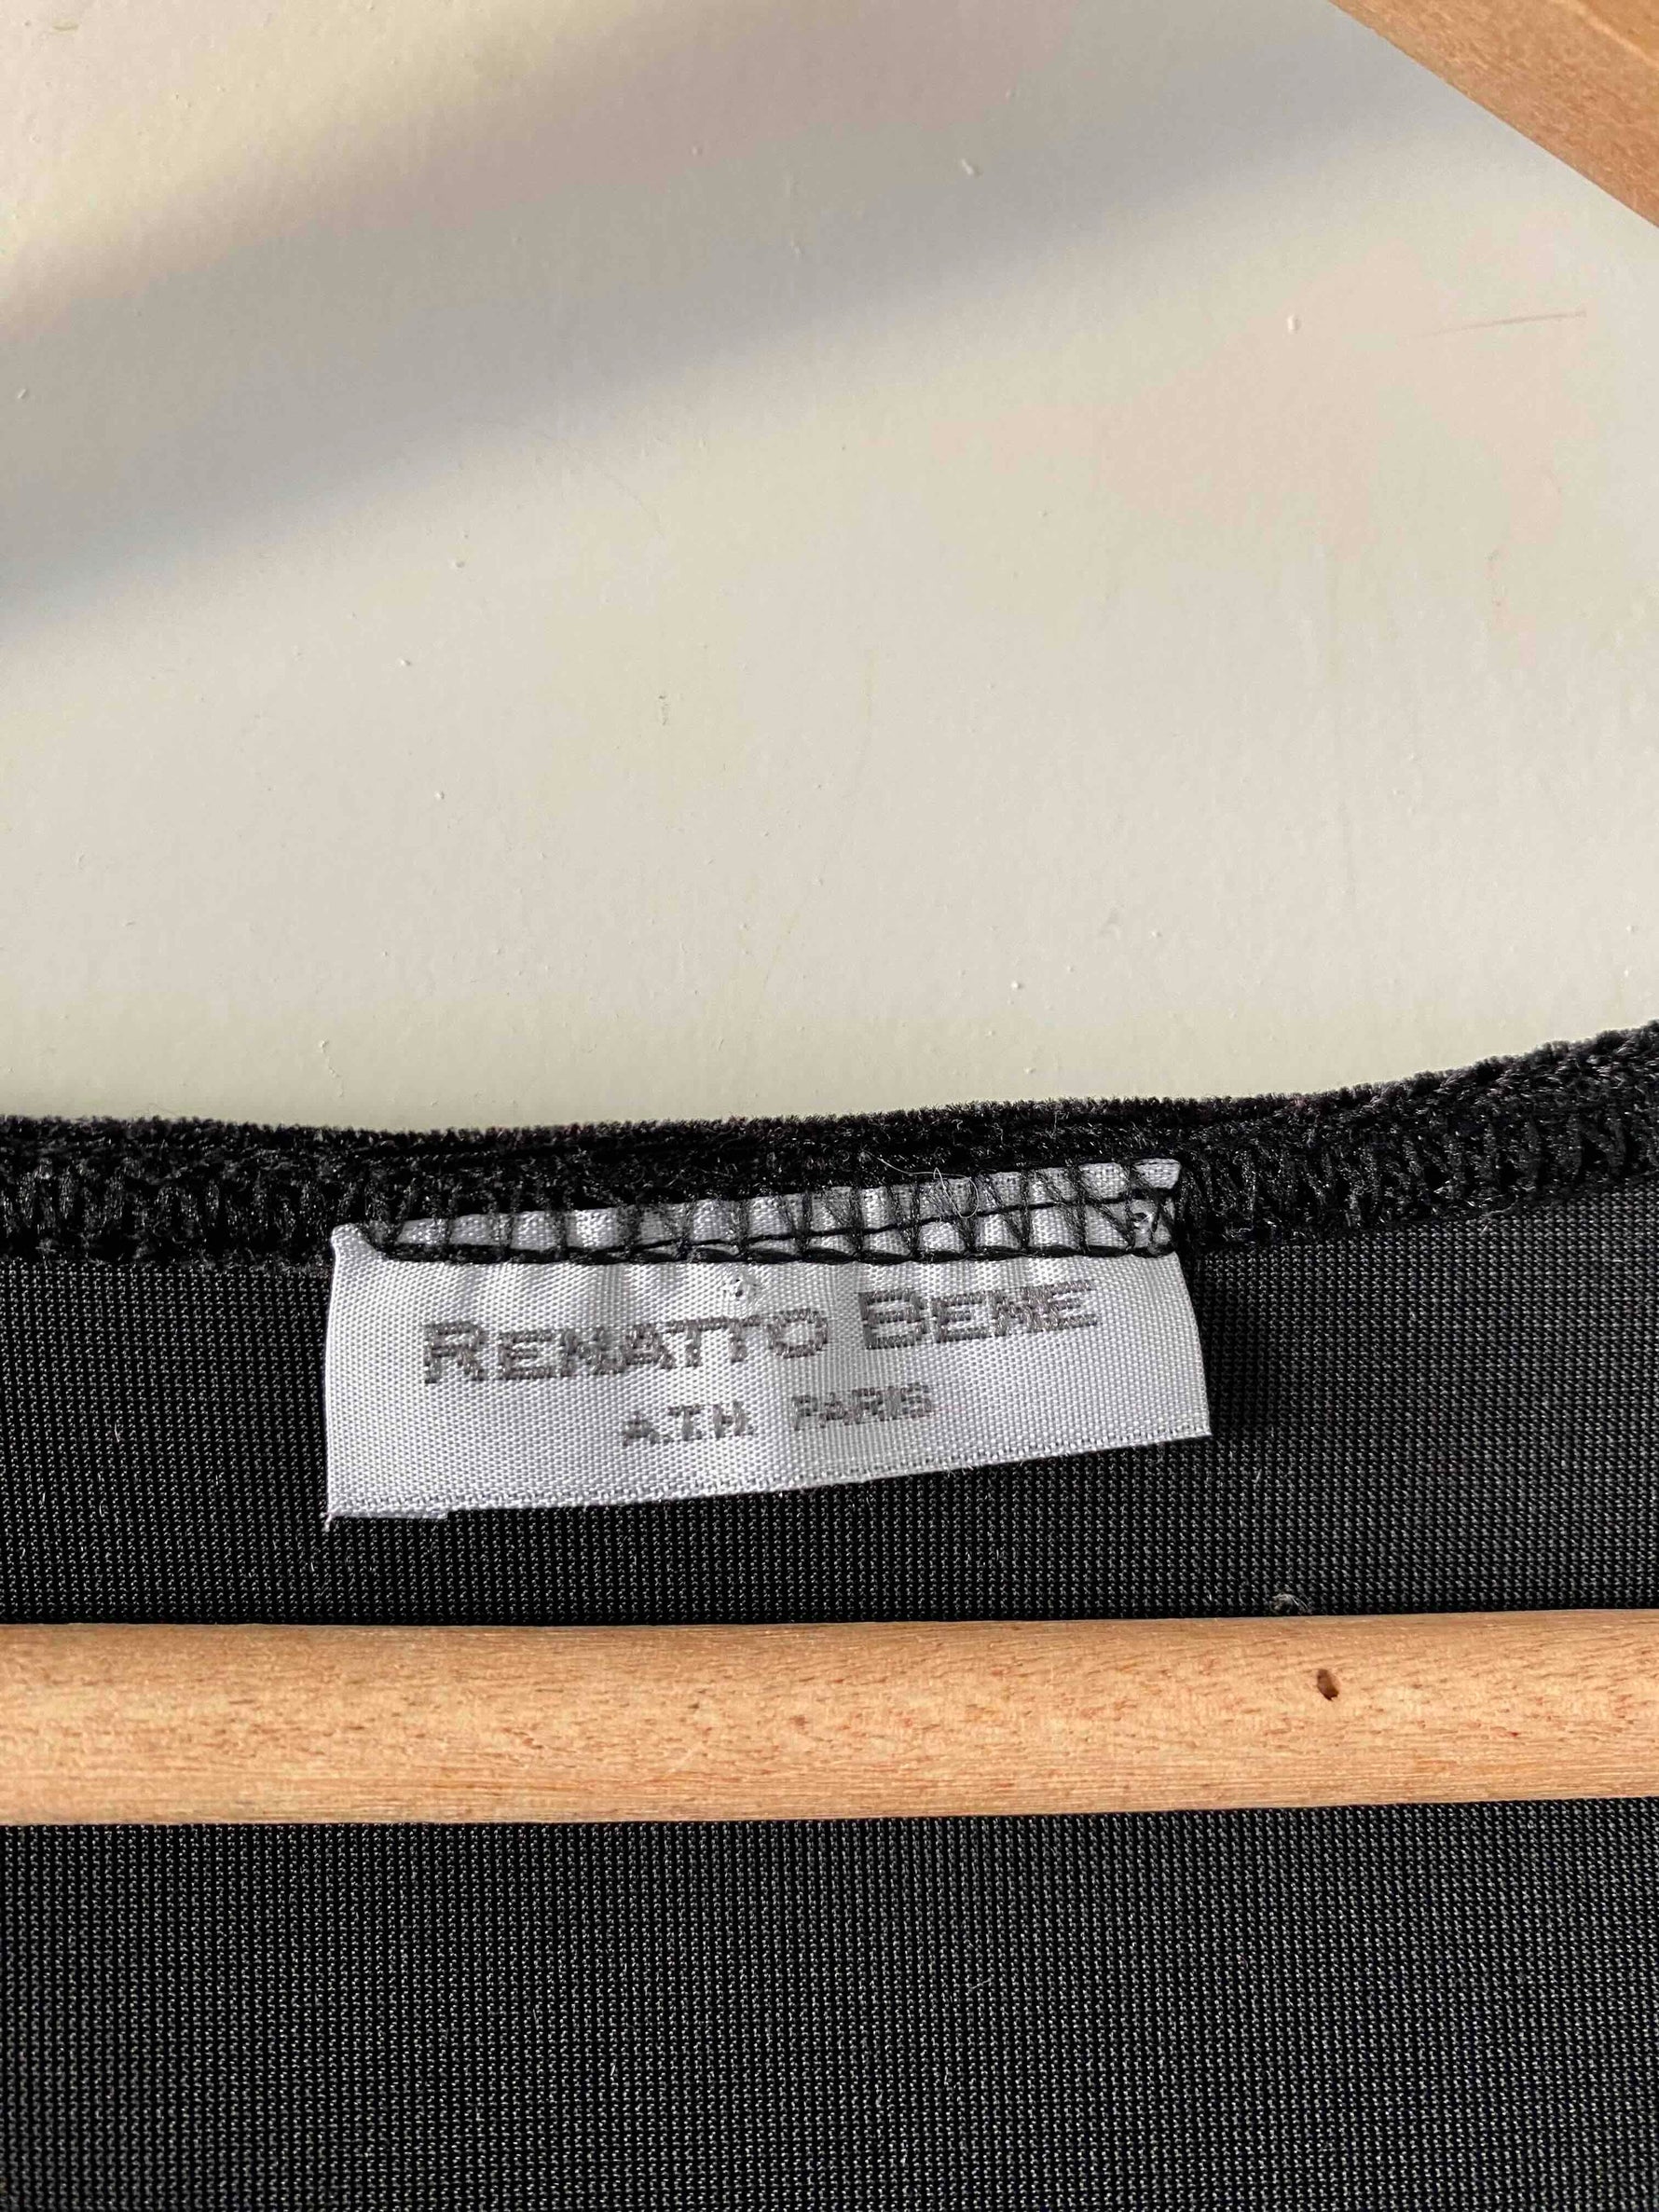 RENATTO BENE
A.T.H. PARIS